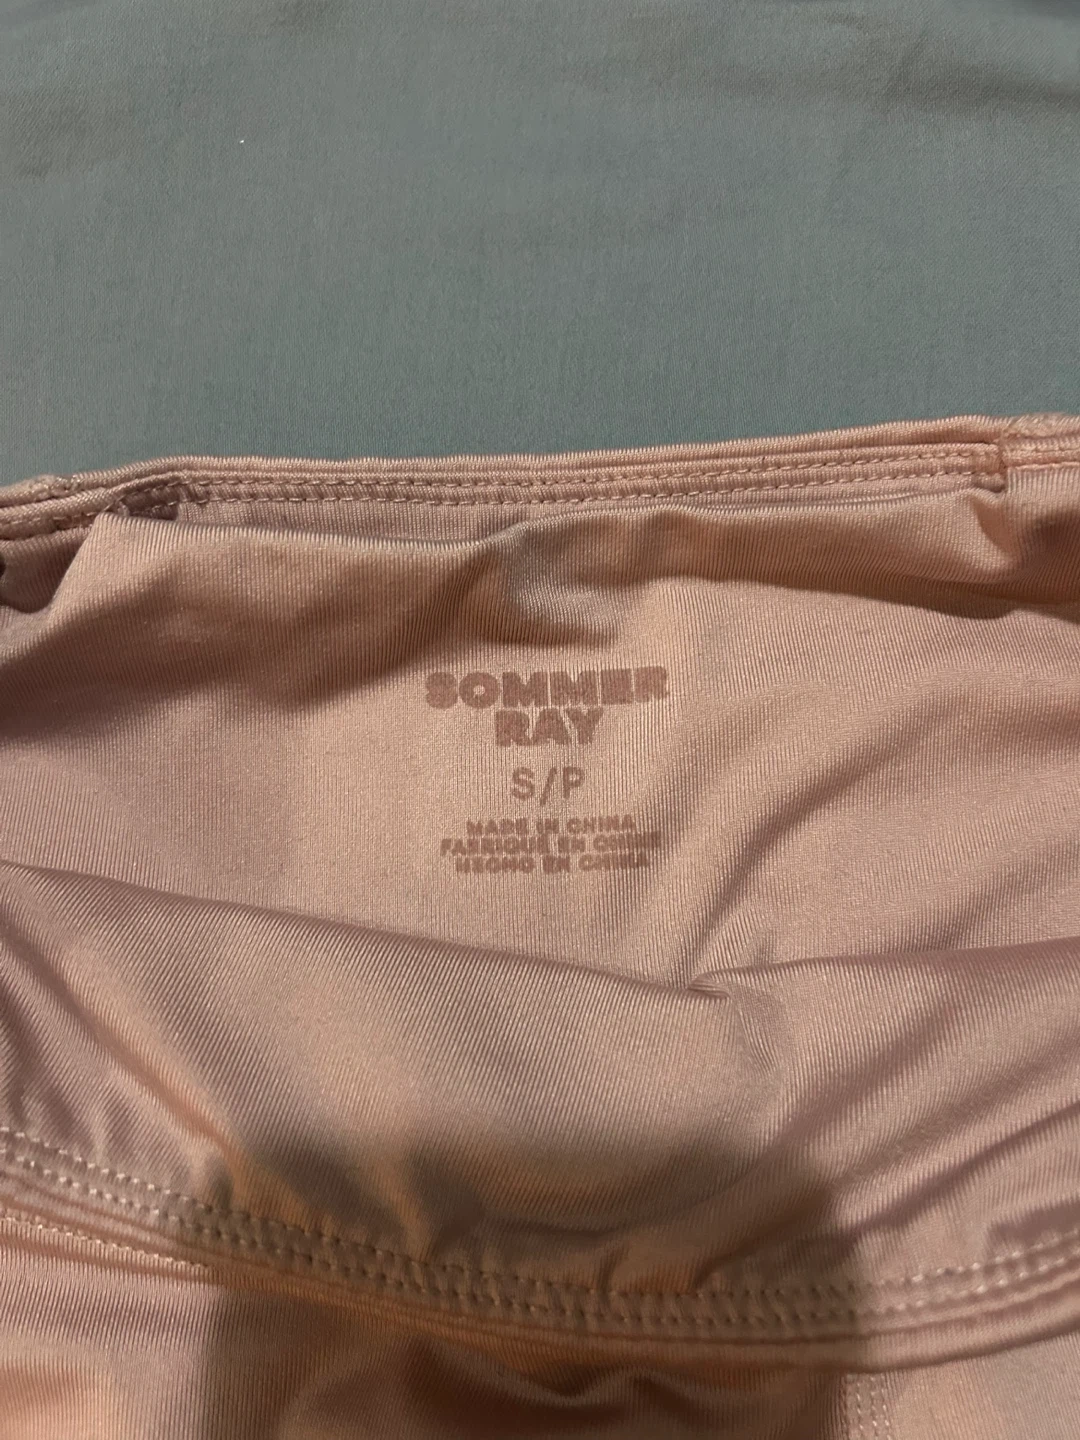 SOMMER
RAY
S/P
MADE IN CHINA
FABRIQUÉ EN CHINE
HECHO EN CHINA